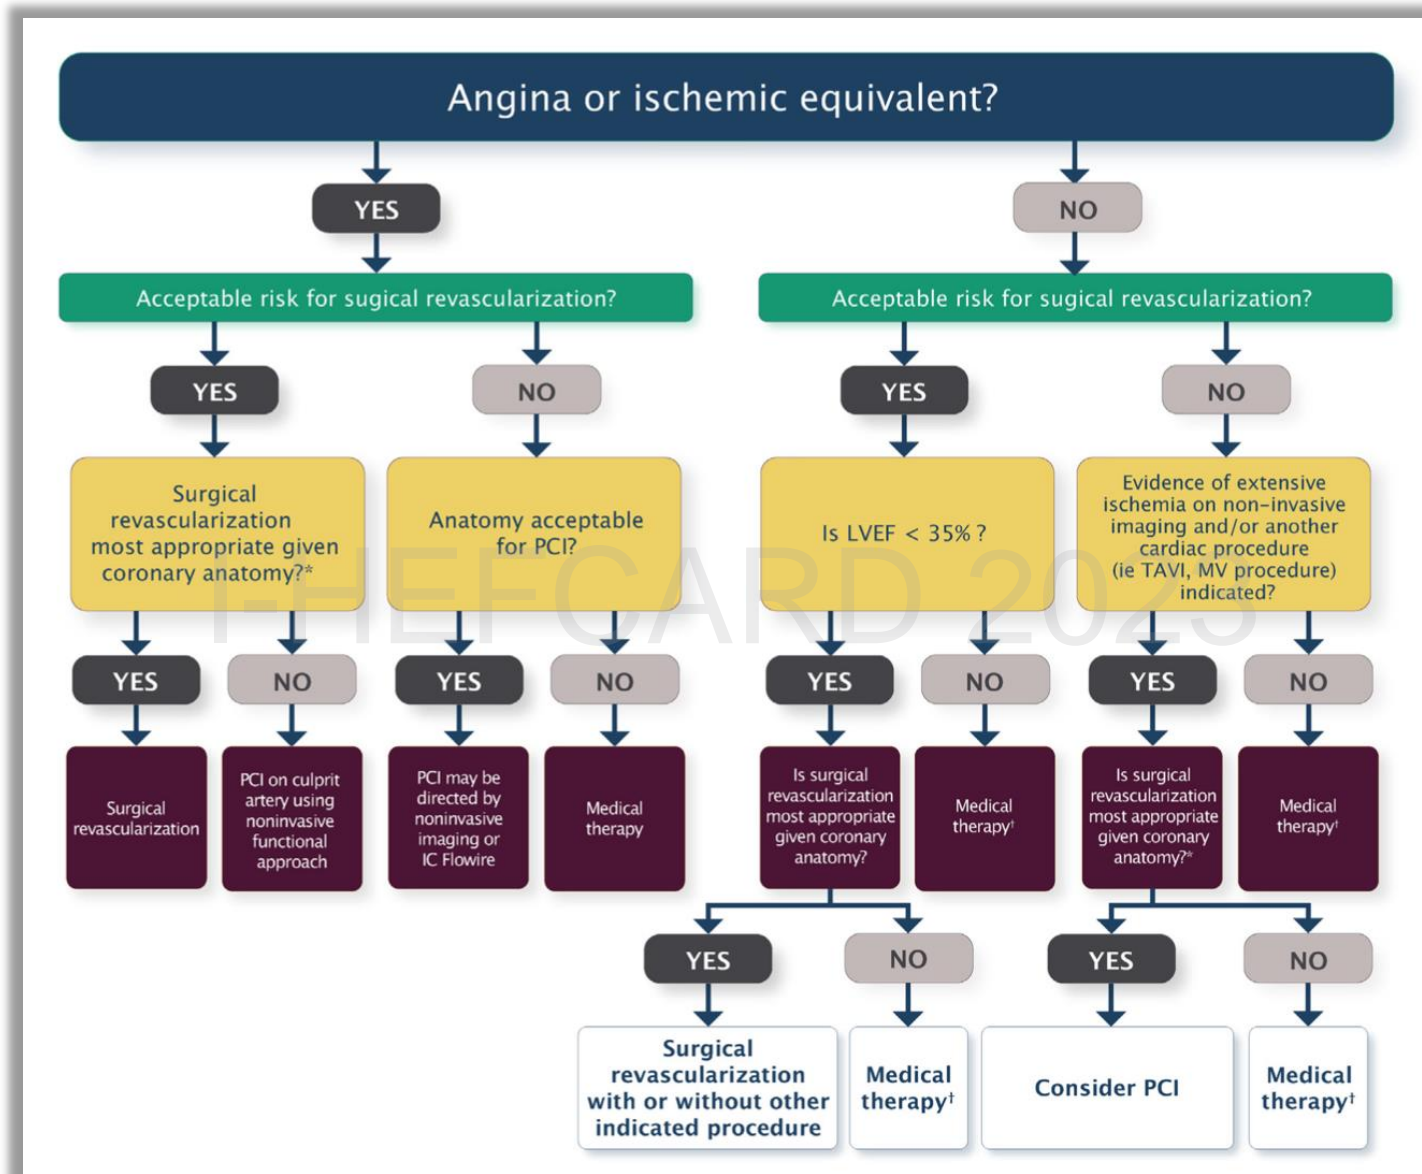 Angina or ischemic equivalent?
YES
NO
Acceptable risk for sugical revascularization?
Acceptable risk for sugical revascularization?
YES
NO
YES
NO
Surgical
revascularization
most appropriate given
coronary anatomy?*
Anatomy acceptable
for PCI?
Is LVEF < 35% ?
Evidence of extensive
ischemia on non-invasive
imaging and/or another
cardiac procedure
(ie TAVI, MV procedure)
indicated?
I-HEFCARD 2023
YES
NO
YES
NO
YES
NO
YES
NO
Surgical
revascularization
PCI on culprit
artery using
noninvasive
functional
approach
PCI may be
directed by
noninvasive
imaging or
IC Flowire
Medical
therapy
Is surgical
revascularization
most appropriate
given coronary
anatomy?
Medical
therapy†
Is surgical
revascularization
most appropriate
given coronary
anatomy?*
Medical
therapy†
YES
NO
YES
NO
Surgical
revascularization
with or without other
indicated procedure
Medical
therapy†
Consider PCI
Medical
therapy†